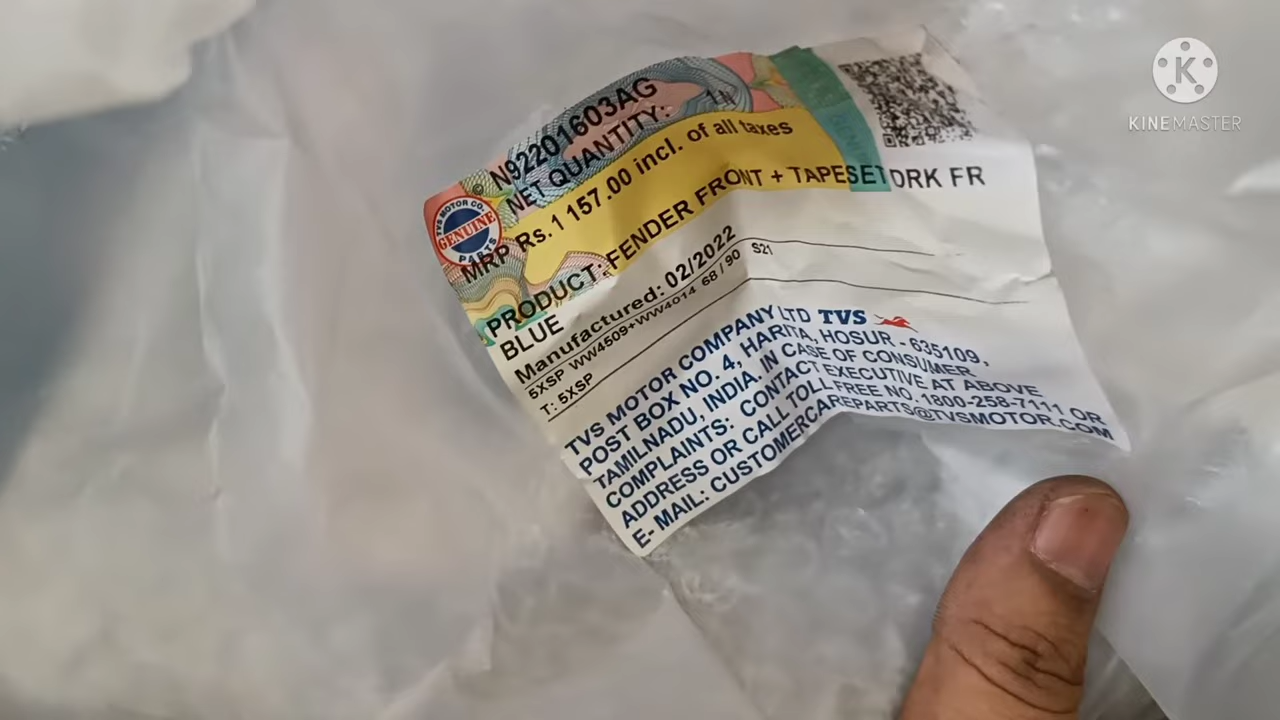 N92201603AG
NET QUANTITY:
MRP Rs. 1 157.00 incl. of all taxes
PRODUCT: FENDER FRONT + TAPESET DRK FR
BLUE
Manufactured: 02/2022
5XSP WW4509+WW4014 68 / 90 S21
T: 5XSP
TVS MOTOR COMPANY LTD TVS
POST BOX NO. 4, HARITA, HOSUR - 635109,
TAMILNADU, INDIA. IN CASE OF CONSUMER
COMPLAINTS: CONTACT EXECUTIVE AT ABOVE
ADDRESS OR CALL TOLL FREE NO. 1800-258-7111 OR
E- MAIL: CUSTOMERCAREPARTS@TVSMOTOR.COM
TVS MOTOR CO.
GENUINE
PARTS
K
KINEMASTER